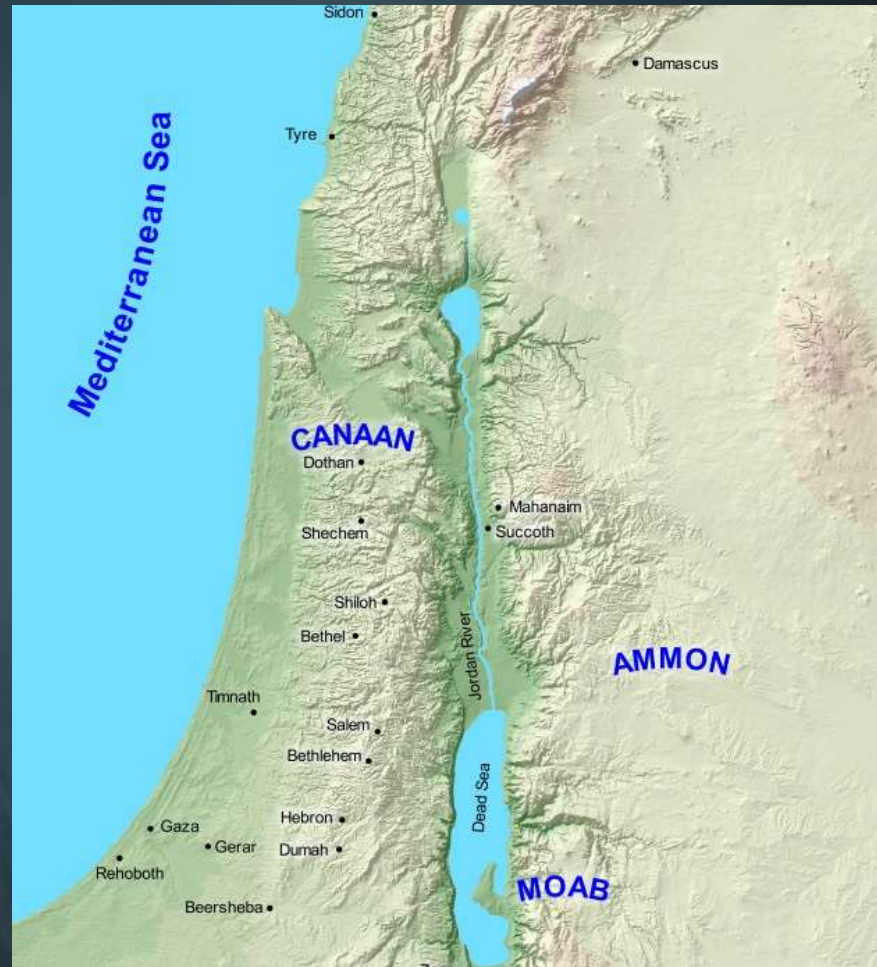 Sidon
Damascus
Tyre
Mediterranean Sea
CANAAN
Dothan
Mahanaim
Shechem
Succoth
Shiloh
Bethel
Jordan River
AMMON
Timnath
Salem
Bethlehem
Dead Sea
Hebron
Gaza
Gerar
Dumah
Rehoboth
MOAB
Beersheba